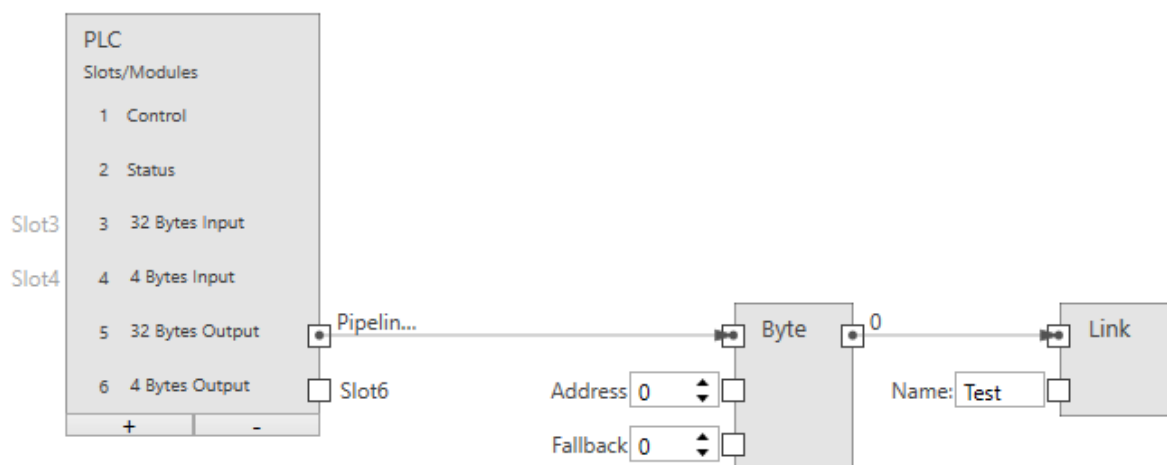 PLC
Slots/Modules
1 Control
2 Status
Slot3 3 32 Bytes Input
Slot4 4 4 Bytes Input
5 32 Bytes Output Pipelin... Byte 0 Link
6 4 Bytes Output Slot6 Address 0 Name: Test
+ -
Fallback 0